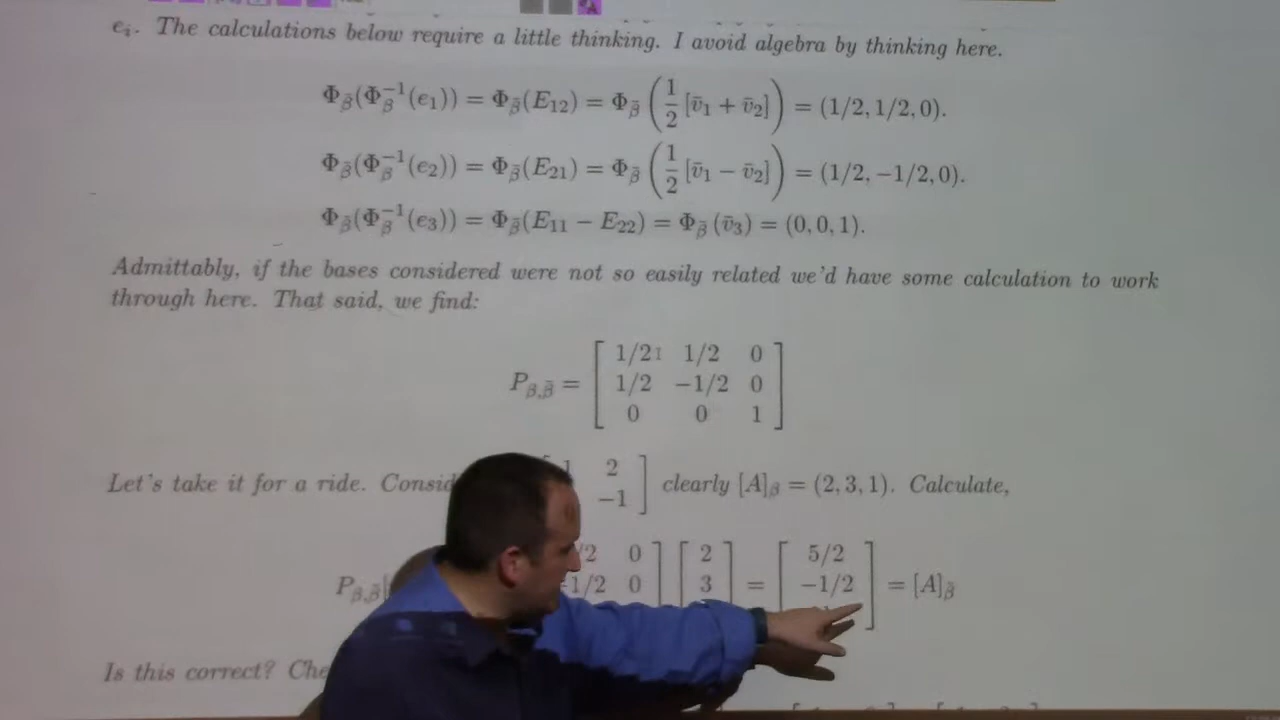 e_i. The calculations below require a little thinking. I avoid algebra by thinking here.
Φ_β̄(Φ_β^{-1}(e_1)) = Φ_β̄(E_12) = Φ_β̄(1/2[v̄_1 + v̄_2]) = (1/2, 1/2, 0).
Φ_β̄(Φ_β^{-1}(e_2)) = Φ_β̄(E_21) = Φ_β̄(1/2[v̄_1 − v̄_2]) = (1/2, −1/2, 0).
Φ_β̄(Φ_β^{-1}(e_3)) = Φ_β̄(E_11 − E_22) = Φ_β̄(v̄_3) = (0, 0, 1).
Admittably, if the bases considered were not so easily related we'd have some calculation to work
through here. That said, we find:
P_{β,β̄} = [ 1/2 1/2 0
1/2 −1/2 0
0 0 1 ]
Let's take it for a ride. 2 −1 ] clearly [A]_β = (2, 3, 1). Calculate,
P_{β,β̄} /2 0 1/2 0 ] [ 2 3 ] = [ 5/2 −1/2 ] = [A]_β̄
Is this correct?